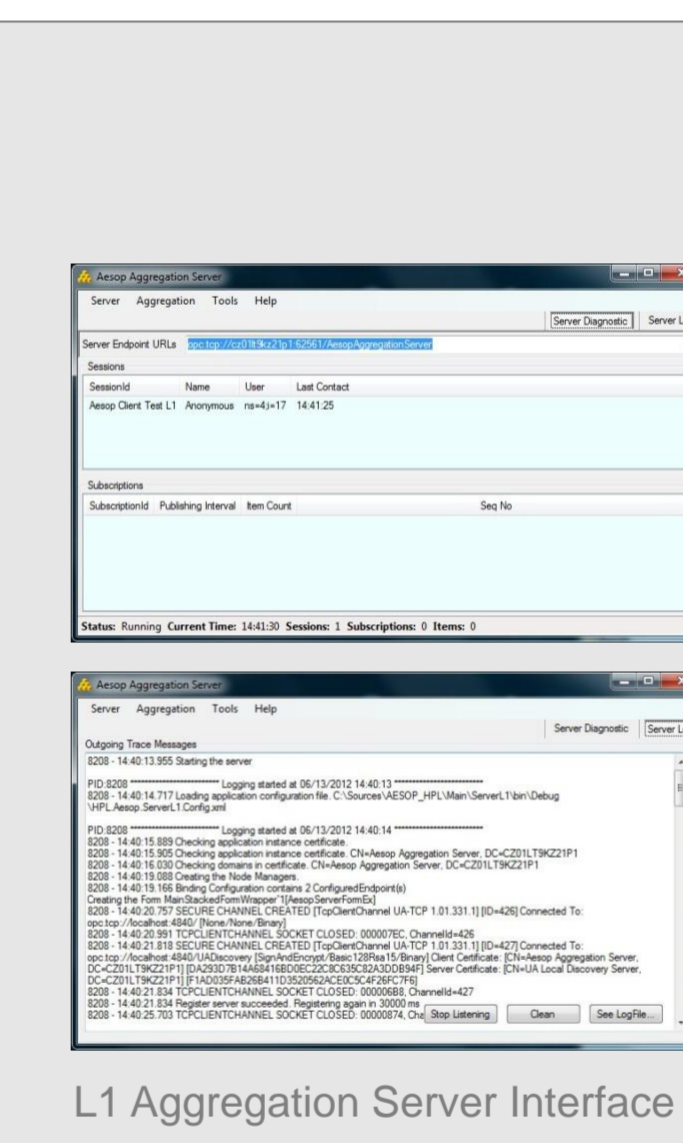 Aesop Aggregation Server
Server Aggregation Tools Help
Server Diagnostic Server L
Server Endpoint URLs opc.tcp://cz01lt9kz21p1:62561/AesopAggregationServer
Sessions
SessionId Name User Last Contact
Aesop Client Test L1 Anonymous ns=4;i=17 14:41:25
Subscriptions
SubscriptionId Publishing Interval Item Count Seq No
Status: Running Current Time: 14:41:30 Sessions: 1 Subscriptions: 0 Items: 0
Aesop Aggregation Server
Server Aggregation Tools Help
Server Diagnostic Server L
Outgoing Trace Messages
8208 - 14:40:13.955 Starting the server
PID:8208 ************************** Logging started at 06/13/2012 14:40:13 **************************
8208 - 14:40:14.717 Loading application configuration file. C:\Sources\AESOP_HPL\Main\ServerL1\bin\Debug
\HPL.Aesop.ServerL1.Config.xml
PID:8208 ************************** Logging started at 06/13/2012 14:40:14 **************************
8208 - 14:40:15.889 Checking application instance certificate.
8208 - 14:40:15.905 Checking application instance certificate. CN=Aesop Aggregation Server, DC=CZ01LT9KZ21P1
8208 - 14:40:16.030 Checking domains in certificate. CN=Aesop Aggregation Server, DC=CZ01LT9KZ21P1
8208 - 14:40:19.088 Creating the Node Managers.
8208 - 14:40:19.166 Binding Configuration contains 2 ConfiguredEndpoint(s)
Creating the Form MainStackedFormWrapper`1[AesopServerFormEx]
8208 - 14:40:20.757 SECURE CHANNEL CREATED [TcpClientChannel UA-TCP 1.01.331.1] [ID=426] Connected To:
opc.tcp://localhost:4840/ [None/None/Binary]
8208 - 14:40:20.991 TCPCLIENTCHANNEL SOCKET CLOSED: 000007EC, ChannelId=426
8208 - 14:40:21.818 SECURE CHANNEL CREATED [TcpClientChannel UA-TCP 1.01.331.1] [ID=427] Connected To:
opc.tcp://localhost:4840/UADiscovery [SignAndEncrypt/Basic128Rsa15/Binary] Client Certificate: [CN=Aesop Aggregation Server,
DC=CZ01LT9KZ21P1] [DA293D7B14A68416BD0EC22C8C635C82A3DDB94F] Server Certificate: [CN=UA Local Discovery Server,
DC=CZ01LT9KZ21P1] [F1AD035FAB26B411D3520562ACE0C5C4F26FC7F6]
8208 - 14:40:21.834 TCPCLIENTCHANNEL SOCKET CLOSED: 000006B8, ChannelId=427
8208 - 14:40:21.834 Register server succeeded. Registering again in 30000 ms
8208 - 14:40:25.703 TCPCLIENTCHANNEL SOCKET CLOSED: 00000874, Cha Stop Listening Clean See LogFile...
L1 Aggregation Server Interface